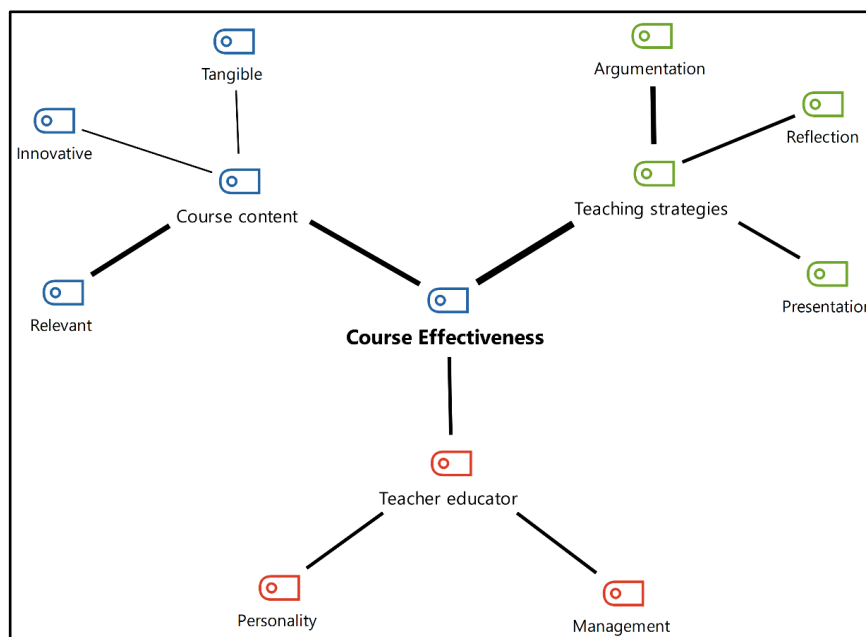 Tangible
Argumentation
Innovative
Reflection
Course content
Teaching strategies
Relevant
Presentation
Course Effectiveness
Teacher educator
Personality
Management